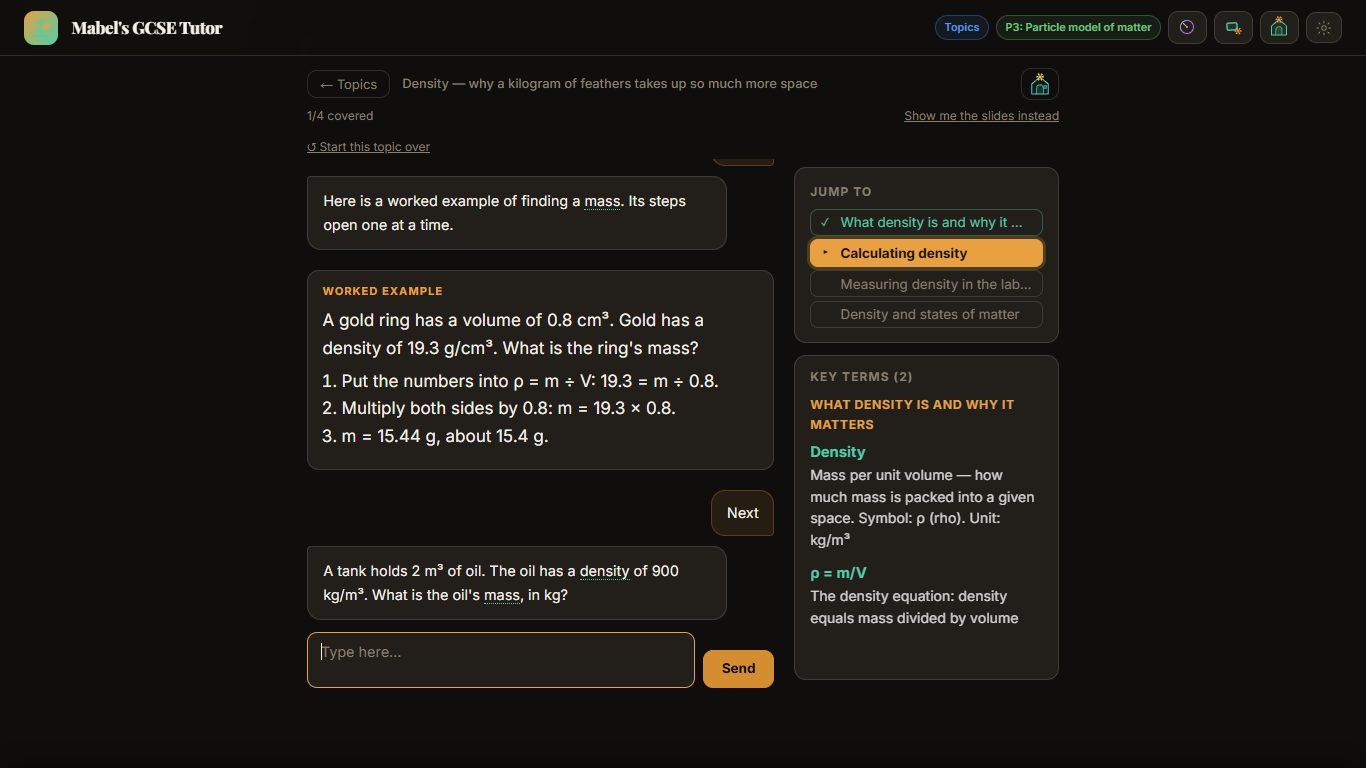 Mabel's GCSE Tutor
Topics
P3: Particle model of matter
← Topics
Density — why a kilogram of feathers takes up so much more space
1/4 covered
Show me the slides instead
↺ Start this topic over
Here is a worked example of finding a mass. Its steps
open one at a time.
WORKED EXAMPLE
A gold ring has a volume of 0.8 cm³. Gold has a
density of 19.3 g/cm³. What is the ring's mass?
1. Put the numbers into ρ = m ÷ V: 19.3 = m ÷ 0.8.
2. Multiply both sides by 0.8: m = 19.3 × 0.8.
3. m = 15.44 g, about 15.4 g.
Next
A tank holds 2 m³ of oil. The oil has a density of 900
kg/m³. What is the oil's mass, in kg?
Type here...
Send
JUMP TO
✓ What density is and why it ...
‣ Calculating density
Measuring density in the lab...
Density and states of matter
KEY TERMS (2)
WHAT DENSITY IS AND WHY IT
MATTERS
Density
Mass per unit volume — how
much mass is packed into a given
space. Symbol: ρ (rho). Unit:
kg/m³
ρ = m/V
The density equation: density
equals mass divided by volume